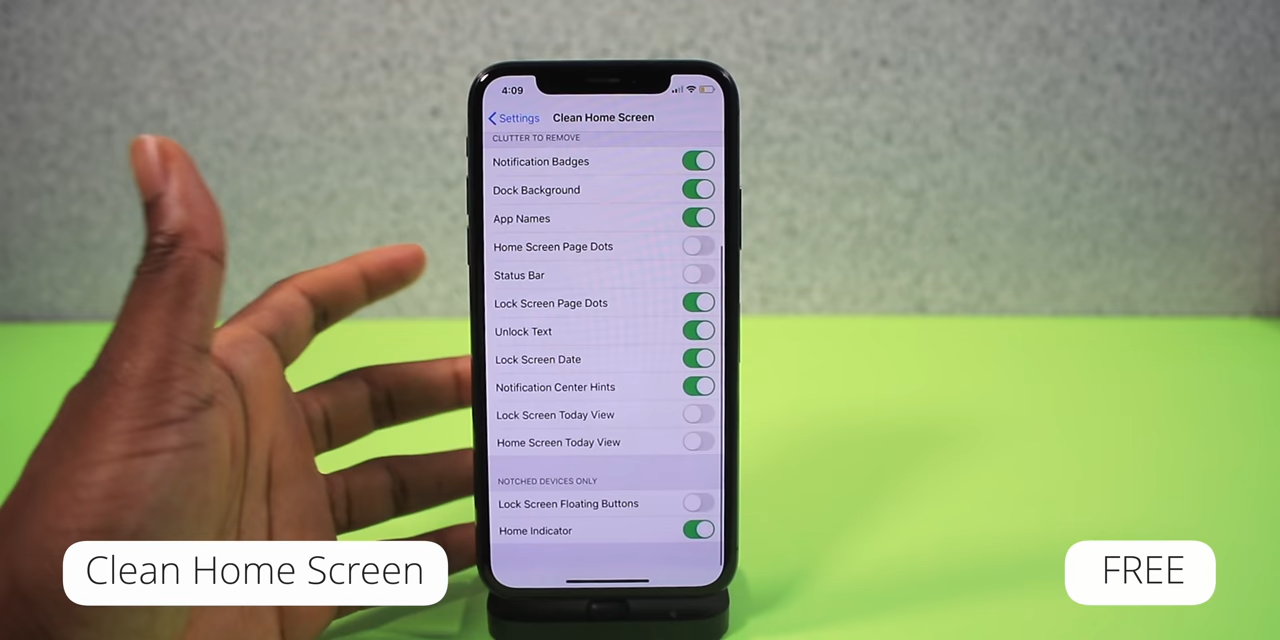 4:09
Settings
Clean Home Screen
CLUTTER TO REMOVE
Notification Badges
Dock Background
App Names
Home Screen Page Dots
Status Bar
Lock Screen Page Dots
Unlock Text
Lock Screen Date
Notification Center Hints
Lock Screen Today View
Home Screen Today View
NOTCHED DEVICES ONLY
Lock Screen Floating Buttons
Home Indicator
Clean Home Screen
FREE